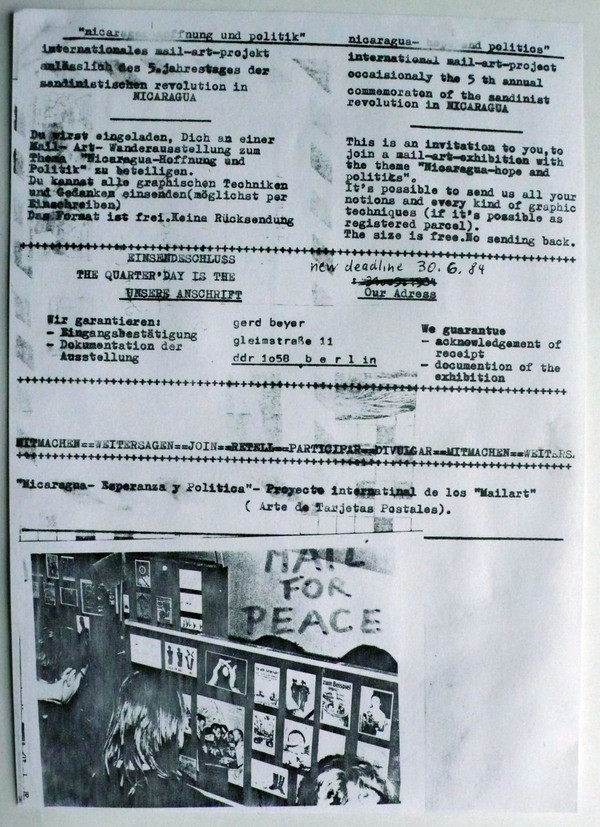 "nicaragua- hoffnung und politik"
internationales mail-art-projekt
anlässlich des 5.jahrestages der
sandinistischen revolution in
NICARAGUA
nicaragua- and politics"
international mail-art-project
occasionaly the 5 th annual
commemoraton of the sandinist
revolution in NICARAGUA
Du wirst eingeladen, Dich an einer
Mail- Art- Wanderausstellung zum
Thema "Nicaragua-Hoffnung und
Politik" zu beteiligen.
Du kannst alle graphischen Techniken
und Gedanken einsenden(möglichst per
Einschreiben)
Das Format ist frei.Keine Rücksendung
This is an invitation to you,to
join a mail-art-exhibition with
the theme "Nicaragua-hope and
politics".
It's possible to send us all your
notions and every kind of graphic
techniques (if it's possible as
registered parcel).
The size is free.No sending back.
EINSENDESCHLUSS
THE QUARTER'DAY IS THE
UNSERE ANSCHRIFT
new deadline 30.6.84
Our Adress
Wir garantieren:
- Eingangsbestätigung
- Dokumentation der
Ausstellung
gerd beyer
gleimstraße 11
ddr 1o58 b e r l i n
We guarantue
- acknowledgement of
receipt
- documention of the
exhibition
MITMACHEN==WEITERSAGEN==JOIN==RETELL==PARTICIPAR==DIVULGAR==MITMACHEN==WEITERS.
"Nicaragua- Esperanza y Politica"- Proyecto internatinal de los "Mailart"
( Arte de Tarjetas Postales).
MAIL
FOR
PEACE